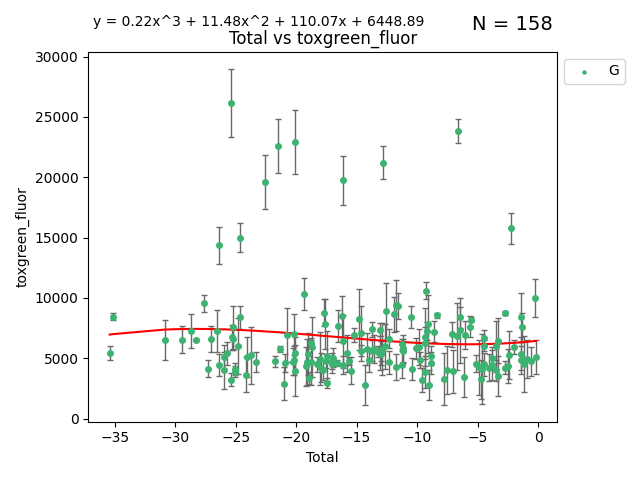 y = 0.22x^3 + 11.48x^2 + 110.07x + 6448.89
N = 158
Total vs toxgreen_fluor
G
30000
25000
20000
15000
10000
5000
0
toxgreen_fluor
−35 −30 −25 −20 −15 −10 −5 0
Total